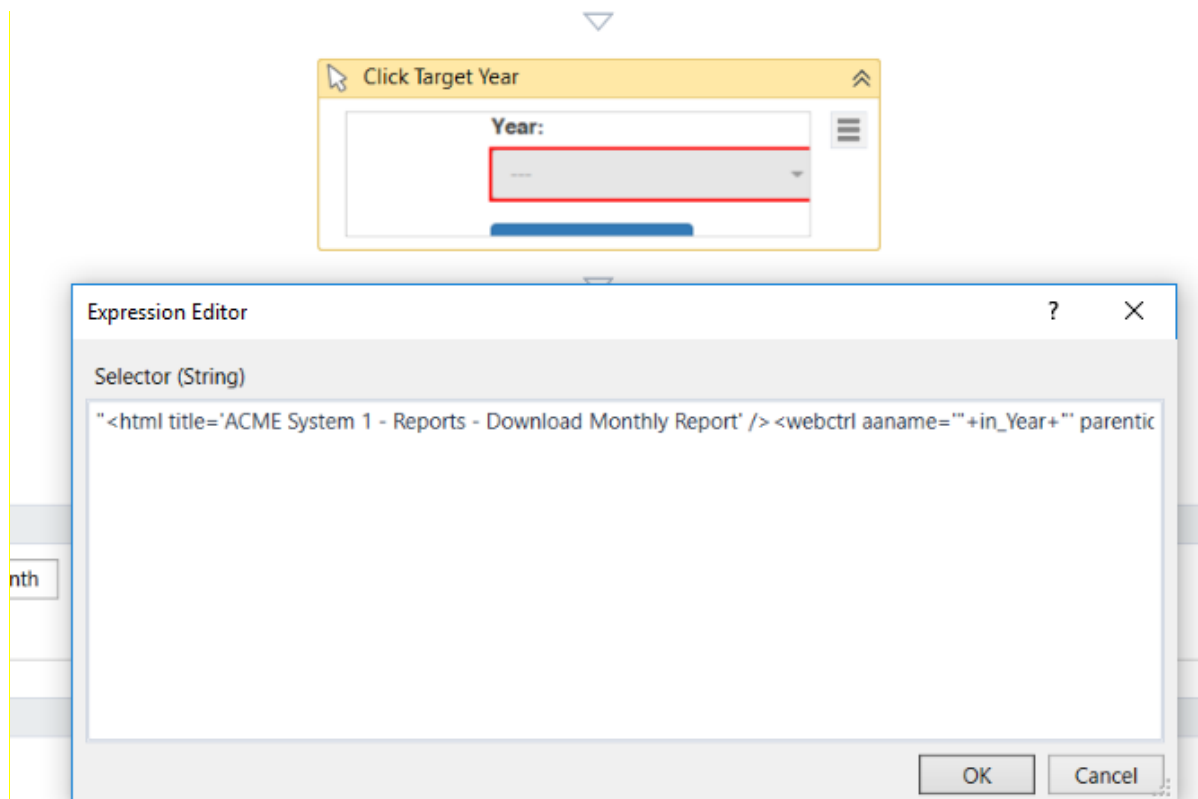 Click Target Year
Year:
---
Expression Editor
?
Selector (String)
"<html title='ACME System 1 - Reports - Download Monthly Report' /><webctrl aaname='"+in_Year+"' parentic
nth
OK
Cancel